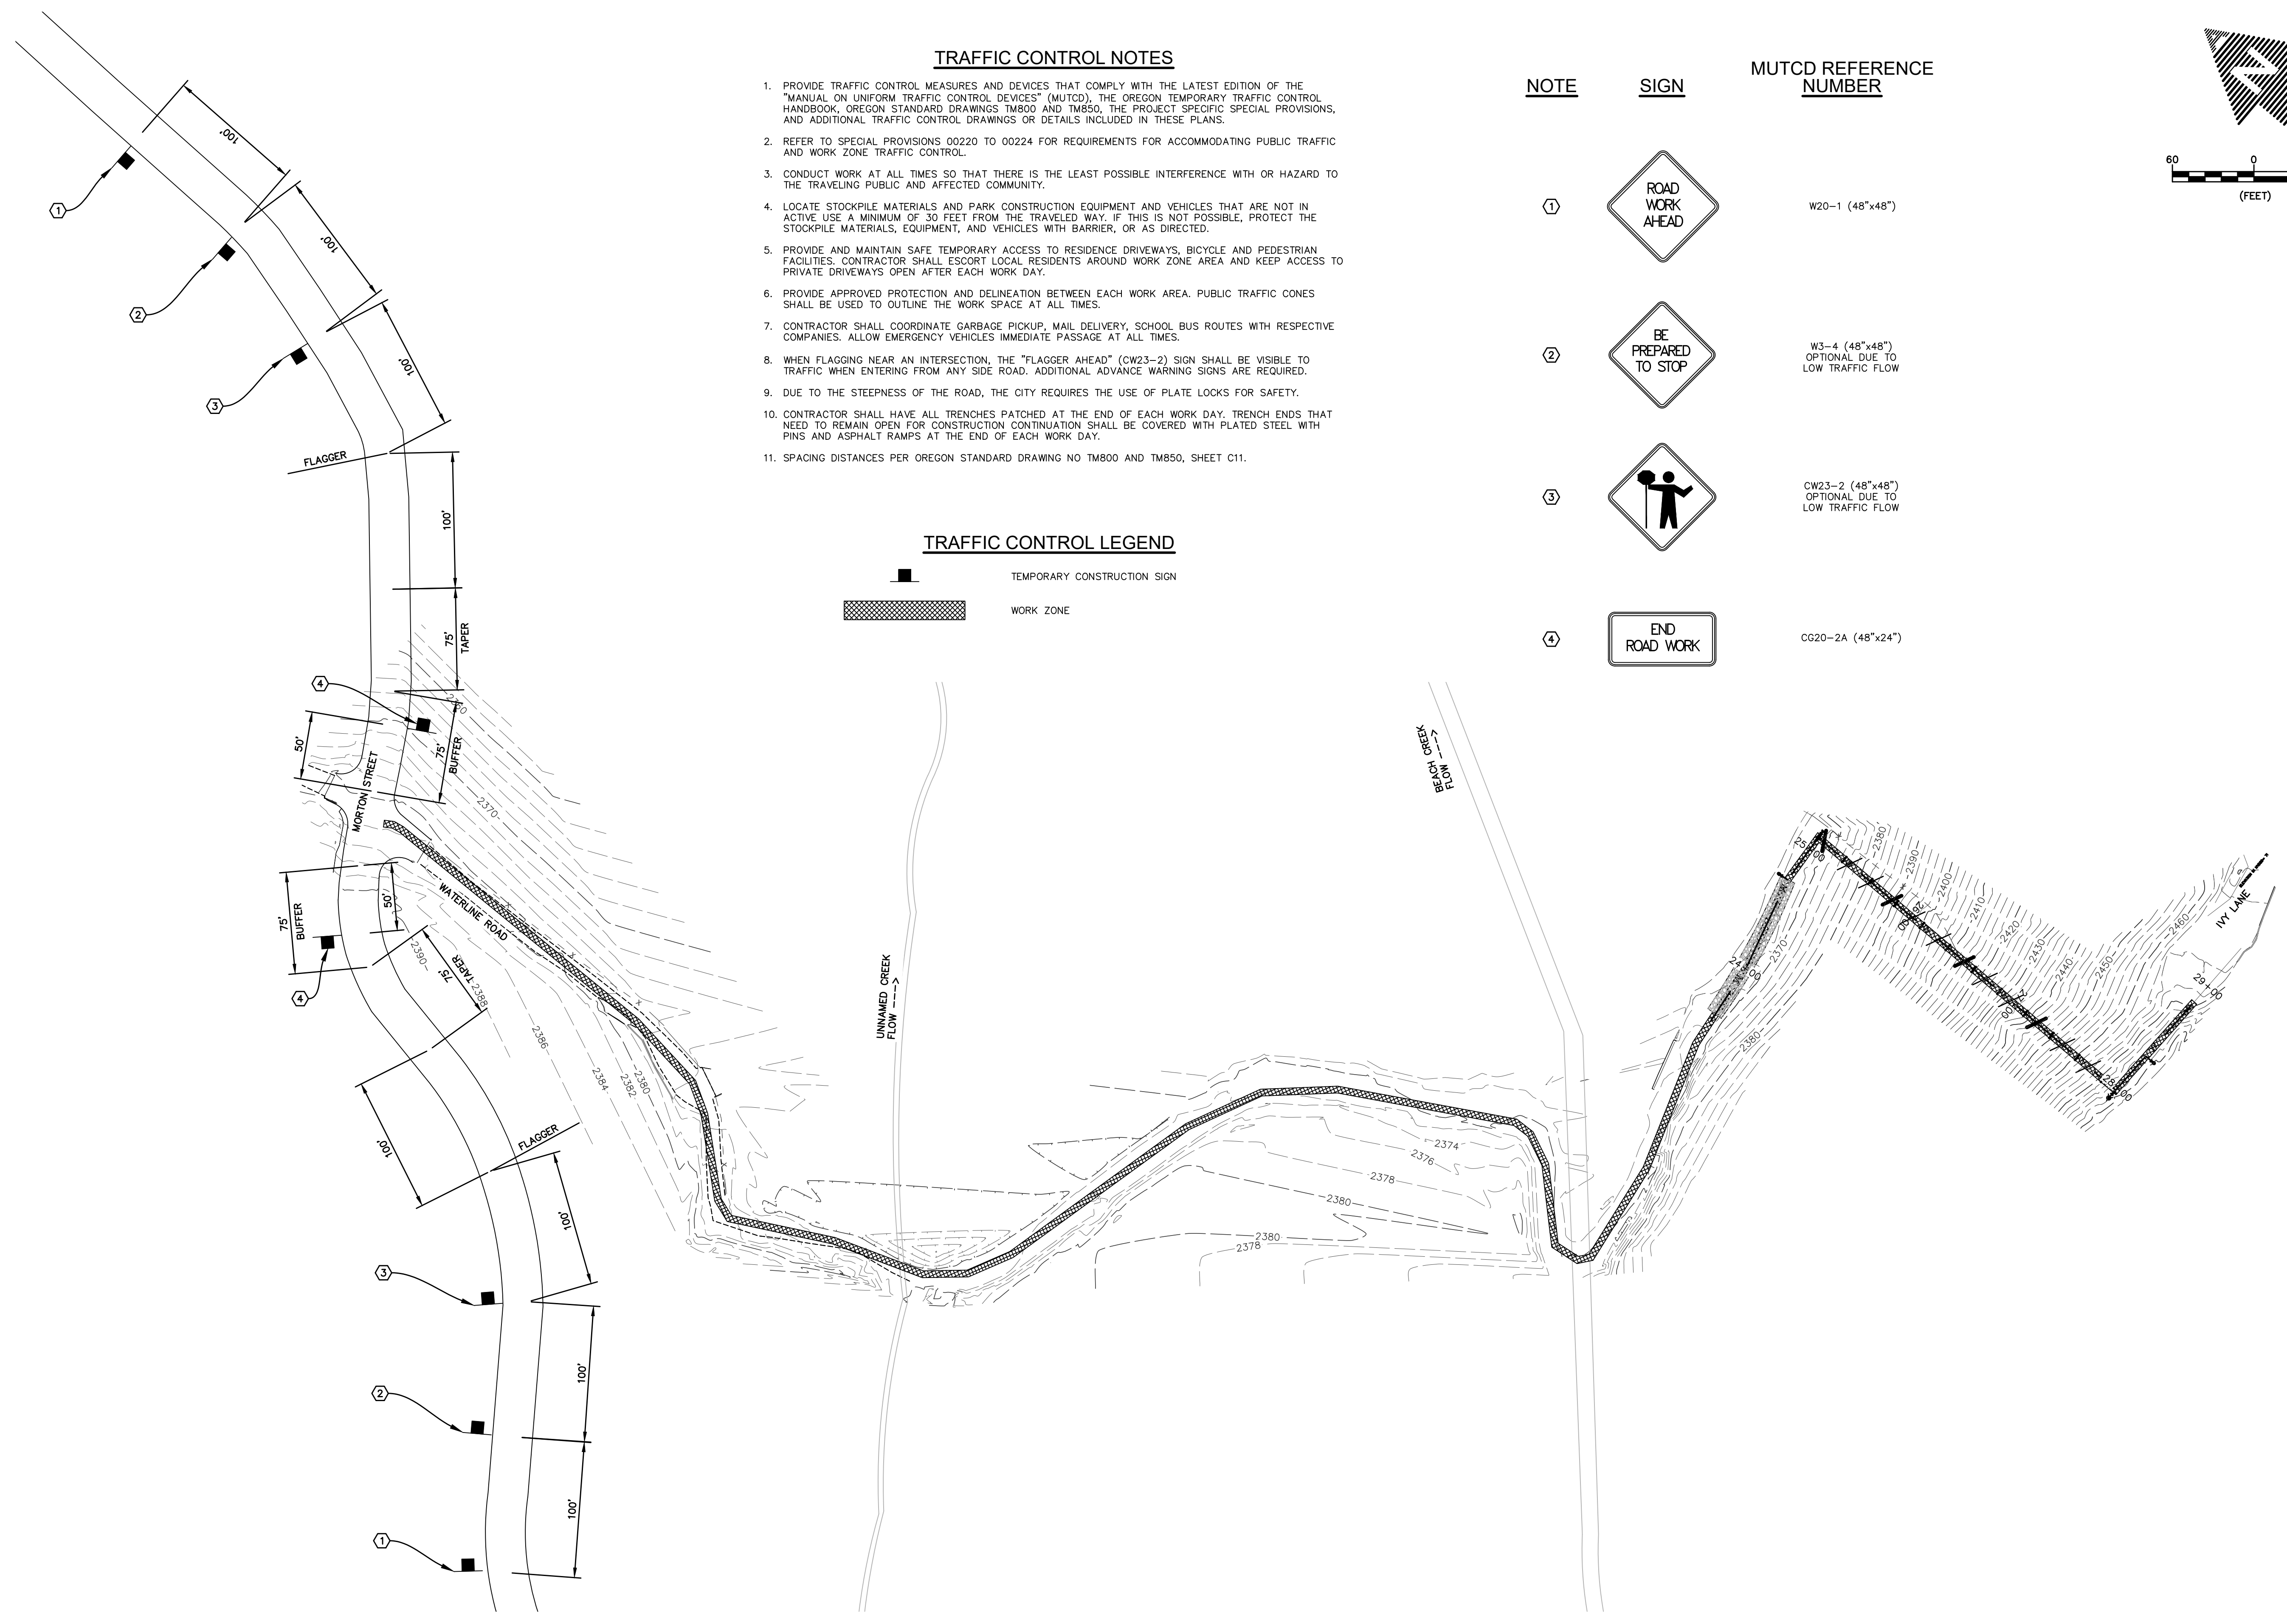 TRAFFIC CONTROL NOTES
1. PROVIDE TRAFFIC CONTROL MEASURES AND DEVICES THAT COMPLY WITH THE LATEST EDITION OF THE
"MANUAL ON UNIFORM TRAFFIC CONTROL DEVICES" (MUTCD), THE OREGON TEMPORARY TRAFFIC CONTROL
HANDBOOK, OREGON STANDARD DRAWINGS TM800 AND TM850, THE PROJECT SPECIFIC SPECIAL PROVISIONS,
AND ADDITIONAL TRAFFIC CONTROL DRAWINGS OR DETAILS INCLUDED IN THESE PLANS.
2. REFER TO SPECIAL PROVISIONS 00220 TO 00224 FOR REQUIREMENTS FOR ACCOMMODATING PUBLIC TRAFFIC
AND WORK ZONE TRAFFIC CONTROL.
3. CONDUCT WORK AT ALL TIMES SO THAT THERE IS THE LEAST POSSIBLE INTERFERENCE WITH OR HAZARD TO
THE TRAVELING PUBLIC AND AFFECTED COMMUNITY.
4. LOCATE STOCKPILE MATERIALS AND PARK CONSTRUCTION EQUIPMENT AND VEHICLES THAT ARE NOT IN
ACTIVE USE A MINIMUM OF 30 FEET FROM THE TRAVELED WAY. IF THIS IS NOT POSSIBLE, PROTECT THE
STOCKPILE MATERIALS, EQUIPMENT, AND VEHICLES WITH BARRIER, OR AS DIRECTED.
5. PROVIDE AND MAINTAIN SAFE TEMPORARY ACCESS TO RESIDENCE DRIVEWAYS, BICYCLE AND PEDESTRIAN
FACILITIES. CONTRACTOR SHALL ESCORT LOCAL RESIDENTS AROUND WORK ZONE AREA AND KEEP ACCESS TO
PRIVATE DRIVEWAYS OPEN AFTER EACH WORK DAY.
6. PROVIDE APPROVED PROTECTION AND DELINEATION BETWEEN EACH WORK AREA. PUBLIC TRAFFIC CONES
SHALL BE USED TO OUTLINE THE WORK SPACE AT ALL TIMES.
7. CONTRACTOR SHALL COORDINATE GARBAGE PICKUP, MAIL DELIVERY, SCHOOL BUS ROUTES WITH RESPECTIVE
COMPANIES. ALLOW EMERGENCY VEHICLES IMMEDIATE PASSAGE AT ALL TIMES.
8. WHEN FLAGGING NEAR AN INTERSECTION, THE "FLAGGER AHEAD" (CW23-2) SIGN SHALL BE VISIBLE TO
TRAFFIC WHEN ENTERING FROM ANY SIDE ROAD. ADDITIONAL ADVANCE WARNING SIGNS ARE REQUIRED.
9. DUE TO THE STEEPNESS OF THE ROAD, THE CITY REQUIRES THE USE OF PLATE LOCKS FOR SAFETY.
10. CONTRACTOR SHALL HAVE ALL TRENCHES PATCHED AT THE END OF EACH WORK DAY. TRENCH ENDS THAT
NEED TO REMAIN OPEN FOR CONSTRUCTION CONTINUATION SHALL BE COVERED WITH PLATED STEEL WITH
PINS AND ASPHALT RAMPS AT THE END OF EACH WORK DAY.
11. SPACING DISTANCES PER OREGON STANDARD DRAWING NO TM800 AND TM850, SHEET C11.
TRAFFIC CONTROL LEGEND
TEMPORARY CONSTRUCTION SIGN
WORK ZONE
NOTE
SIGN
MUTCD REFERENCE
NUMBER
1
ROAD
WORK
AHEAD
W20-1 (48"x48")
2
BE
PREPARED
TO STOP
W3-4 (48"x48")
OPTIONAL DUE TO
LOW TRAFFIC FLOW
3
CW23-2 (48"x48")
OPTIONAL DUE TO
LOW TRAFFIC FLOW
4
END
ROAD WORK
CG20-2A (48"x24")
N
60
0
(FEET)
100'
1
100'
2
100'
3
FLAGGER
100'
75'
TAPER
4
50'
75'
BUFFER
MORTON STREET
2370
WATERLINE ROAD
75'
BUFFER
50'
75'
TAPER
4
2390
2388
2386
2384
2382
2380
100'
FLAGGER
100'
3
100'
2
100'
1
UNNAMED CREEK
FLOW ---->
BEACH CREEK
FLOW ---->
2374
2376
2378
2380
2380
2378
2370
2380
24+00
25+00
26+00
28+00
29+00
2380
2390
2400
2410
2420
2430
2440
2450
2460
IVY LANE